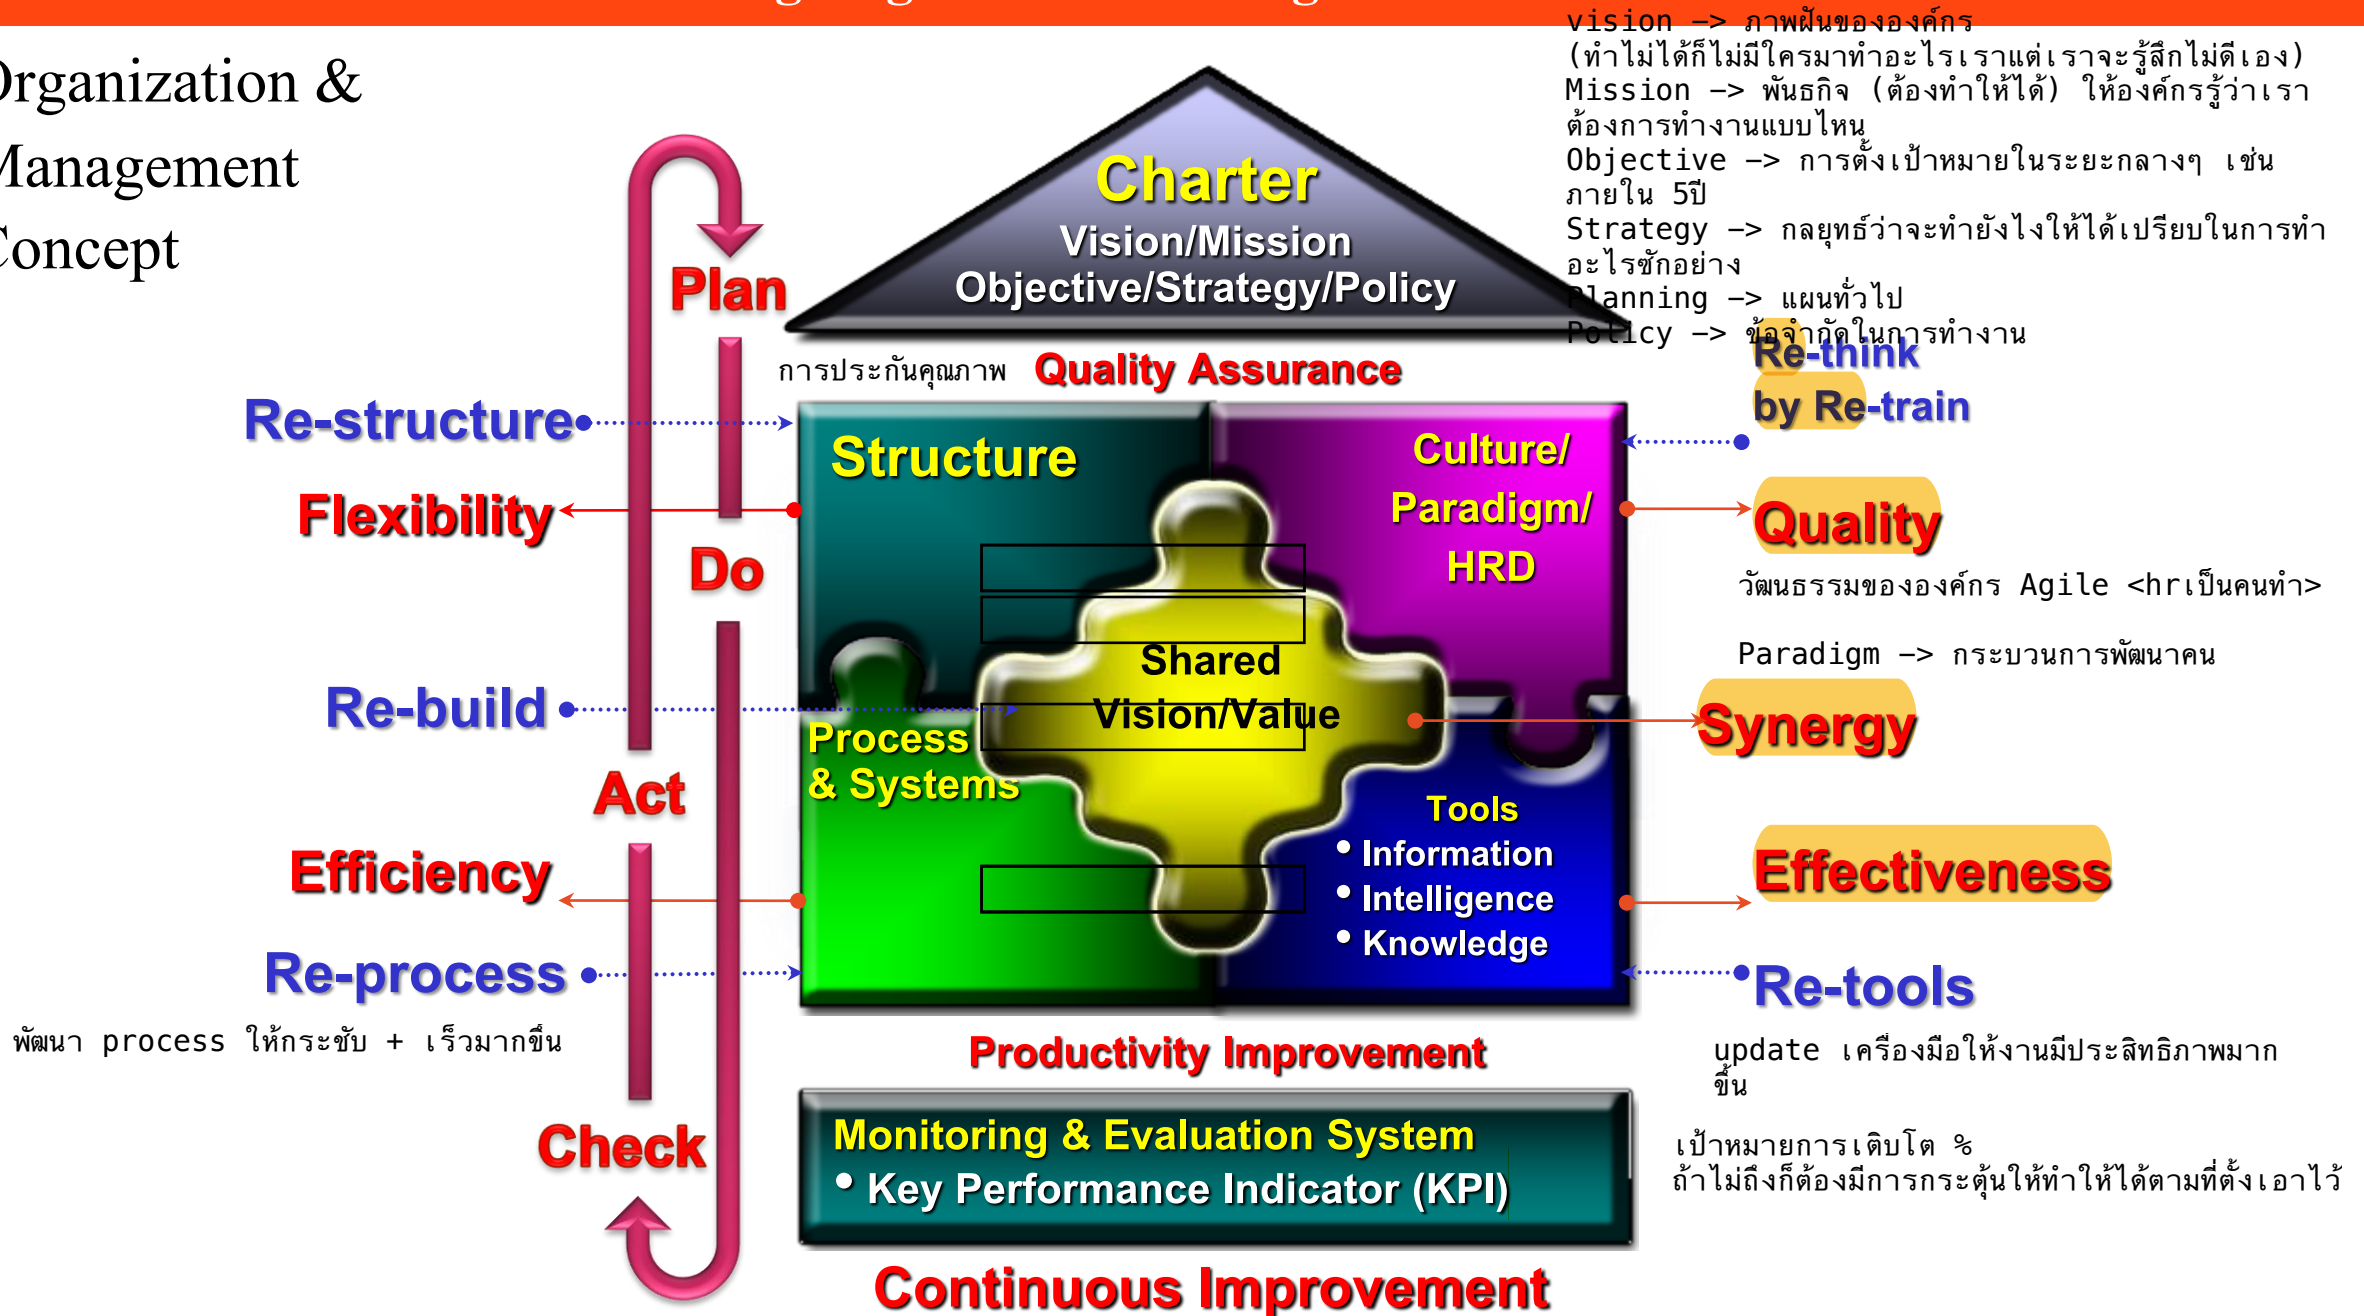 Organization &
Management
Concept
vision –> ภาพฝันขององค์กร
(ทำไม่ได้ก็ไม่มีใครมาทำอะไรเราแต่เราจะรู้สึกไม่ดีเอง)
Mission –> พันธกิจ (ต้องทำให้ได้) ให้องค์กรรู้ว่าเรา
ต้องการทำงานแบบไหน
Objective –> การตั้งเป้าหมายในระยะกลางๆ เช่น
ภายใน 5ปี
Strategy –> กลยุทธ์ว่าจะทำยังไงให้ได้เปรียบในการทำ
อะไรซักอย่าง
Planning –> แผนทั่วไป
Policy –> ข้อจำกัดในการทำงาน
Charter
Vision/Mission
Objective/Strategy/Policy
Plan
การประกันคุณภาพ Quality Assurance
Re-think
by Re-train
Re-structure
Structure
Culture/
Paradigm/
HRD
Flexibility
Quality
Do
วัฒนธรรมขององค์กร Agile <hrเป็นคนทำ>
Paradigm –> กระบวนการพัฒนาคน
Shared
Vision/Value
Re-build
Synergy
Process
& Systems
Act
Tools
• Information
• Intelligence
• Knowledge
Efficiency
Effectiveness
Re-process
Re-tools
พัฒนา process ให้กระชับ + เร็วมากขึ้น
Productivity Improvement
update เครื่องมือให้งานมีประสิทธิภาพมาก
ขึ้น
Check
Monitoring & Evaluation System
• Key Performance Indicator (KPI)
เป้าหมายการเติบโต %
ถ้าไม่ถึงก็ต้องมีการกระตุ้นให้ทำให้ได้ตามที่ตั้งเอาไว้
Continuous Improvement